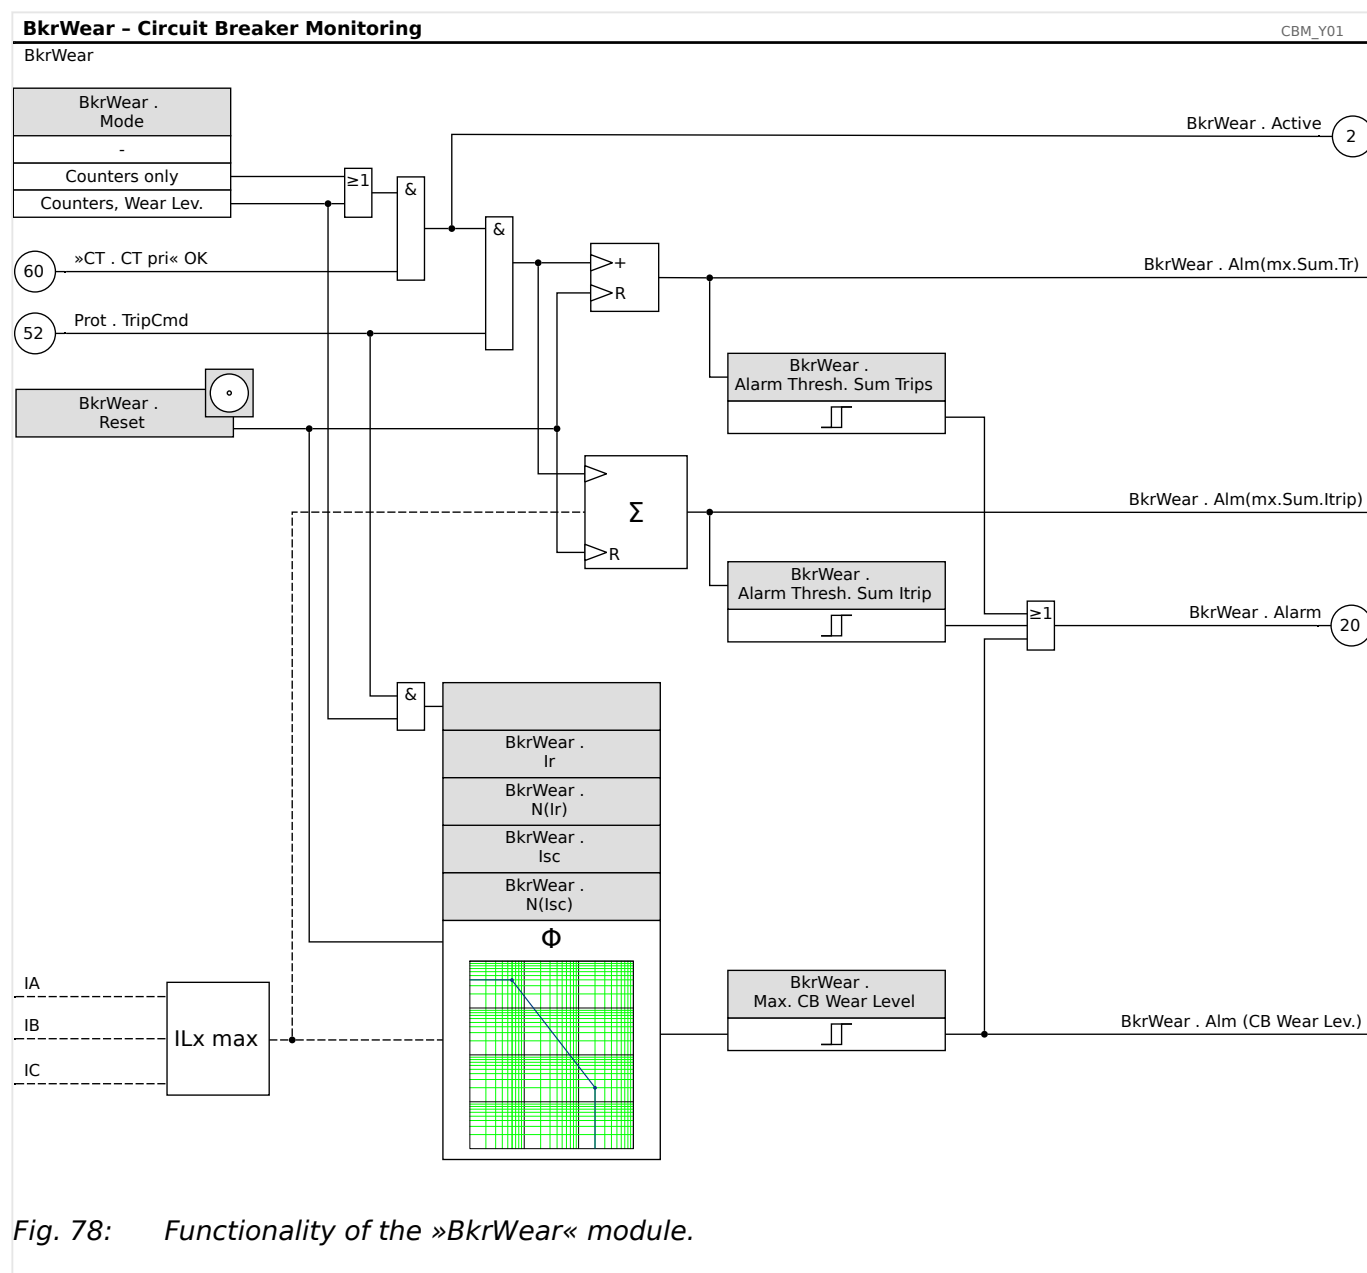 BkrWear – Circuit Breaker Monitoring
CBM_Y01
BkrWear
BkrWear .
Mode
-
Counters only
Counters, Wear Lev.
≥1
&
&
BkrWear . Active
2
60
»CT . CT pri« OK
52
Prot . TripCmd
+
R
BkrWear . Alm(mx.Sum.Tr)
BkrWear .
Alarm Thresh. Sum Trips
BkrWear .
Reset
Σ
R
BkrWear . Alm(mx.Sum.Itrip)
BkrWear .
Alarm Thresh. Sum Itrip
≥1
BkrWear . Alarm
20
&
BkrWear .
Ir
BkrWear .
N(Ir)
BkrWear .
Isc
BkrWear .
N(Isc)
Φ
IA
IB
IC
ILx max
BkrWear .
Max. CB Wear Level
BkrWear . Alm (CB Wear Lev.)
Fig. 78: Functionality of the »BkrWear« module.